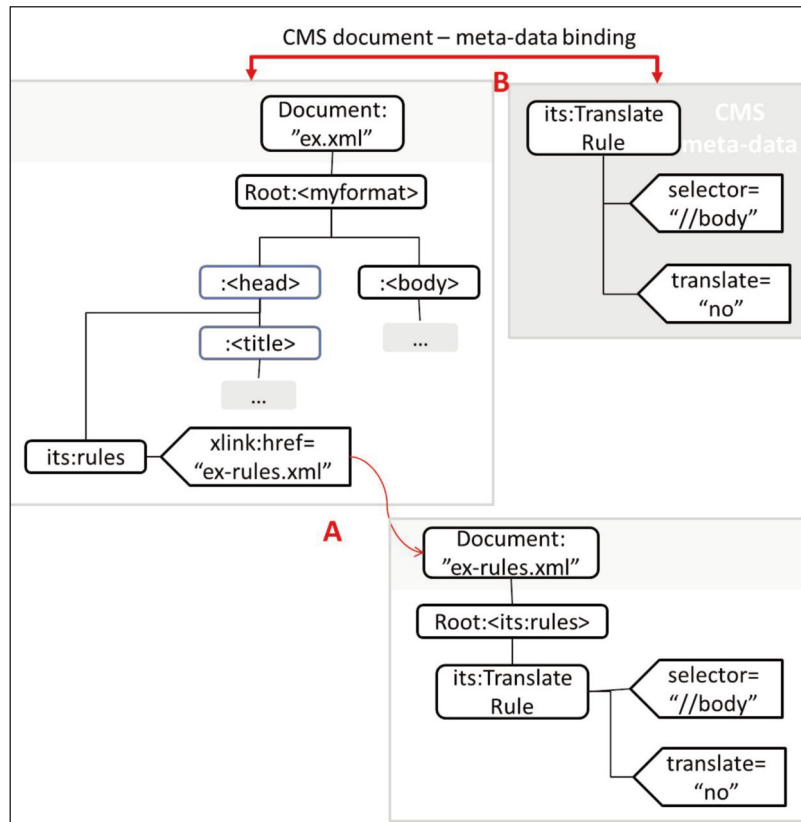 CMS document – meta-data binding
B
Document:
"ex.xml"
Root:<myformat>
:<head>
:<body>
:<title>
...
...
its:rules
xlink:href=
"ex-rules.xml"
its:Translate
Rule
CMS
meta-data
selector=
"//body"
translate=
"no"
A
Document:
"ex-rules.xml"
Root:<its:rules>
its:Translate
Rule
selector=
"//body"
translate=
"no"